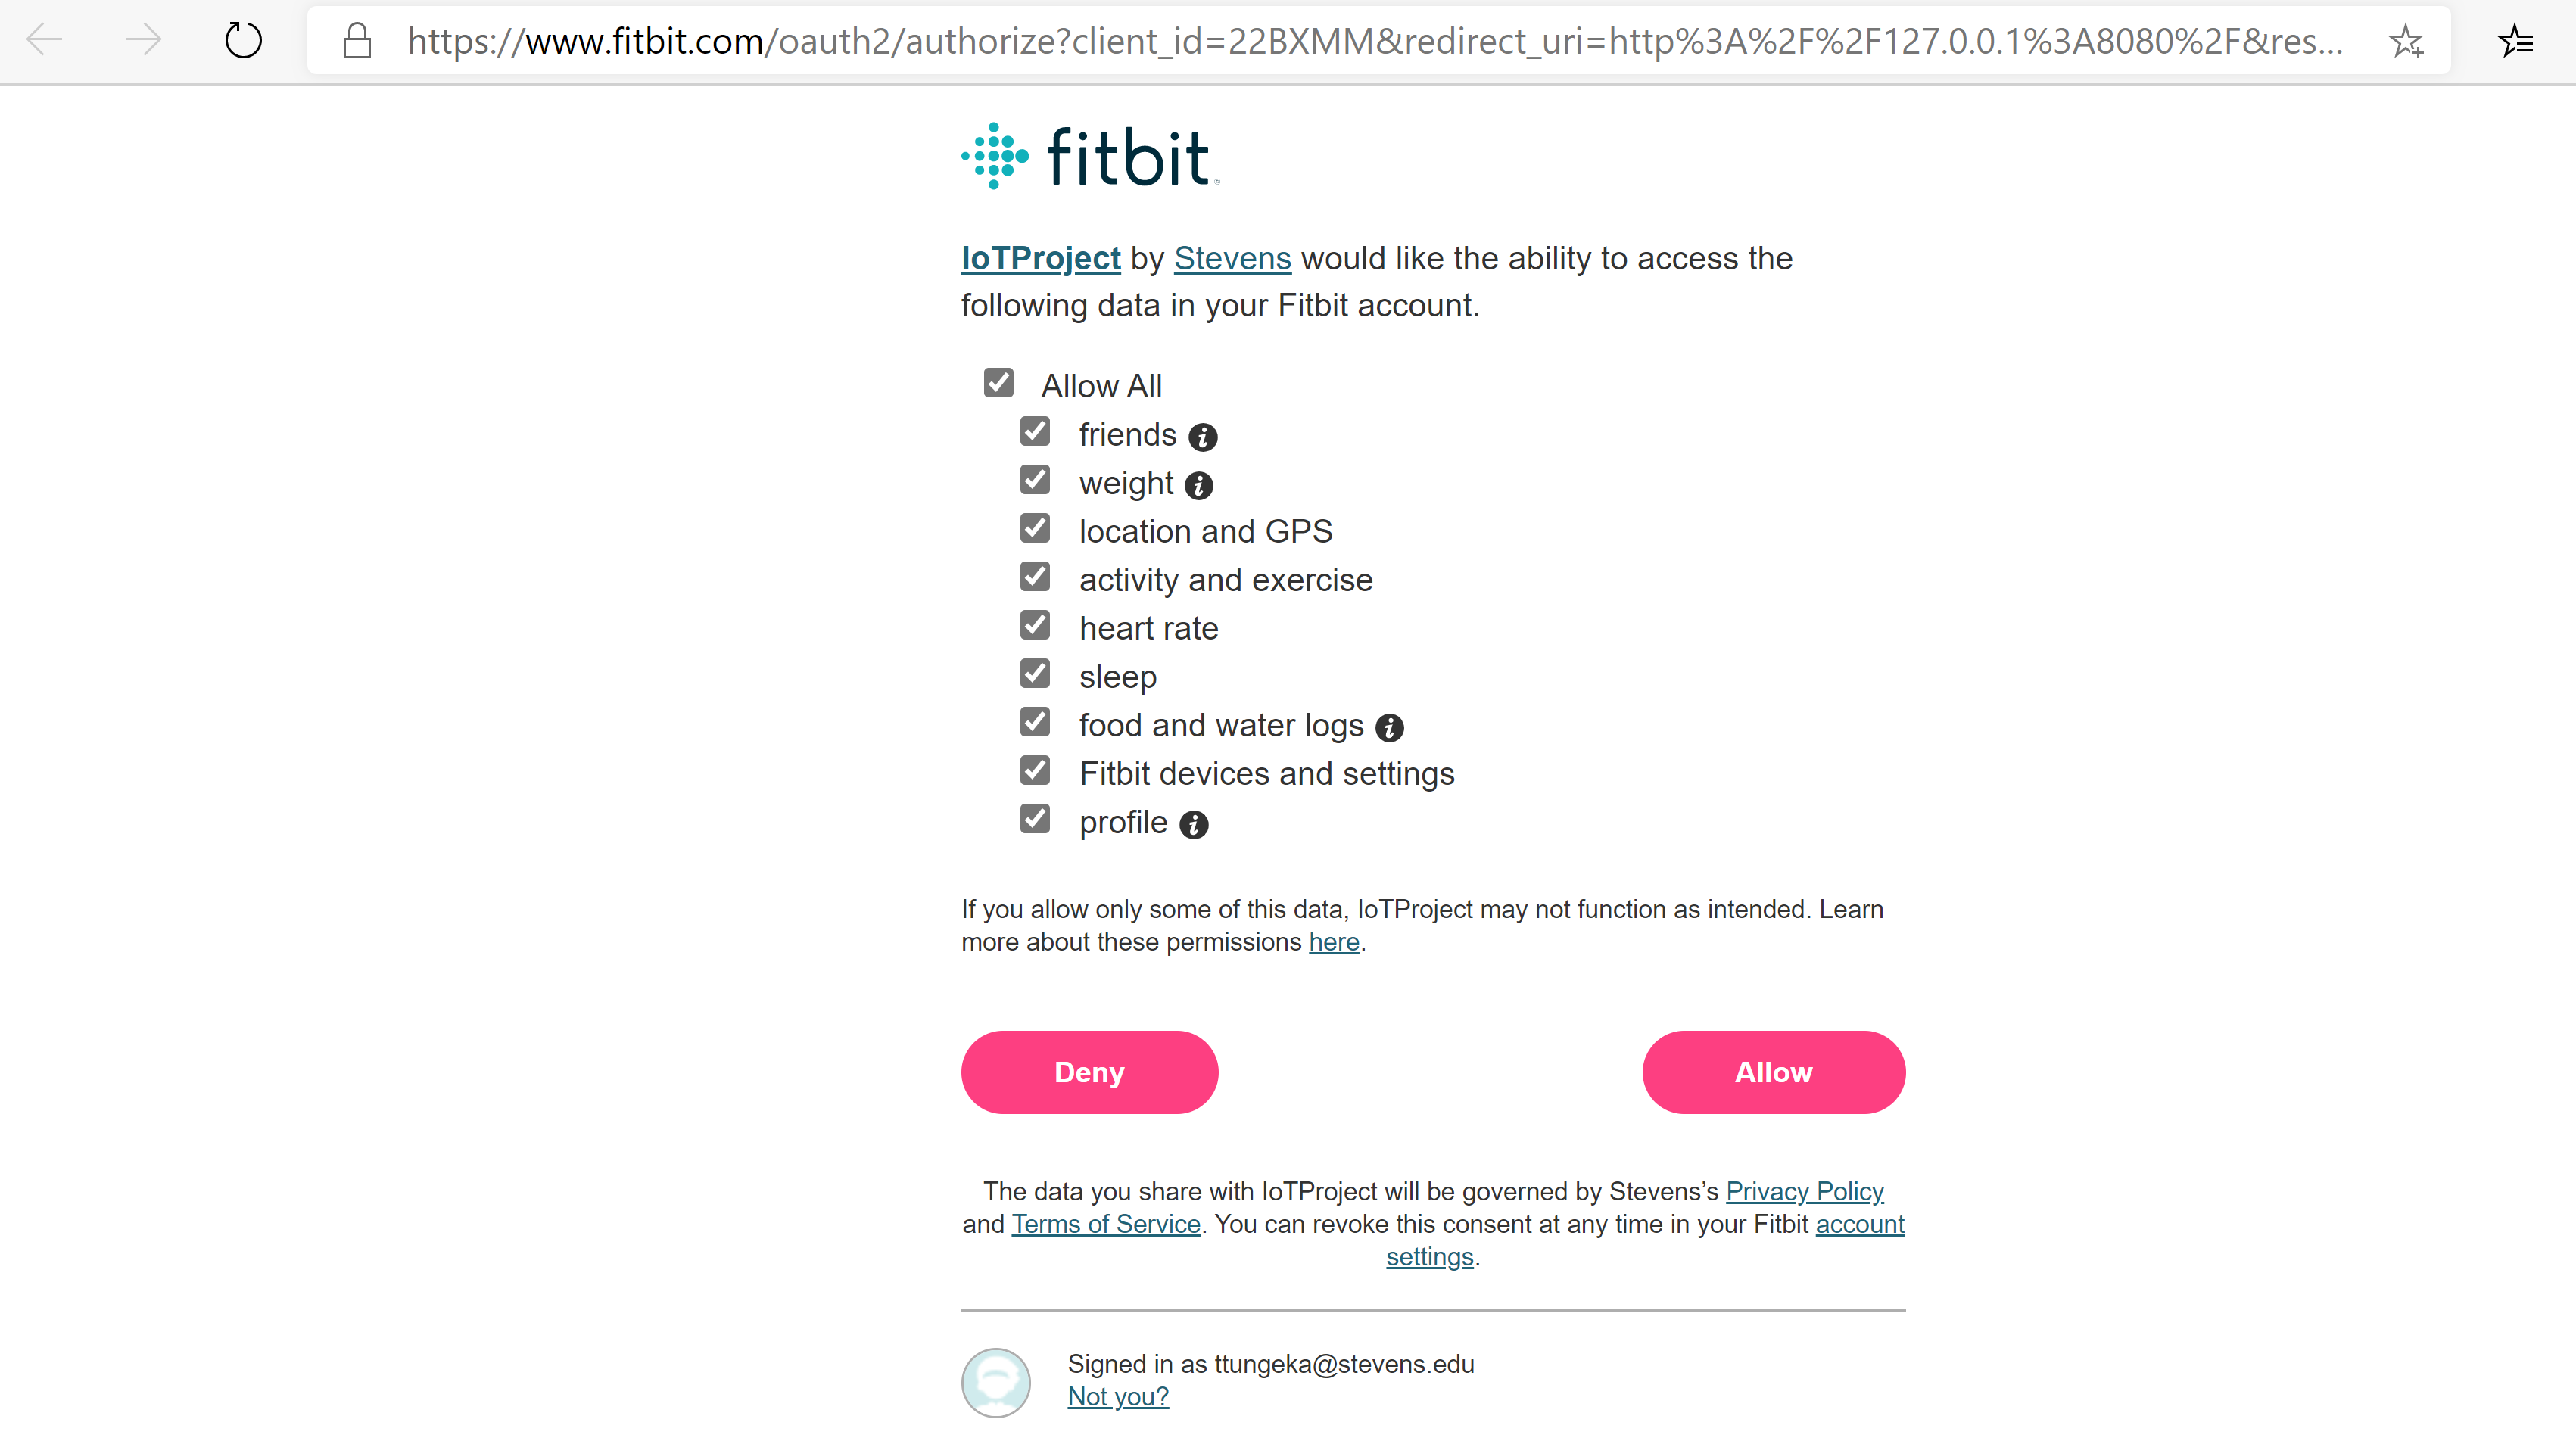 https://www.fitbit.com/oauth2/authorize?client_id=22BXMM&redirect_uri=http%3A%2F%2F127.0.0.1%3A8080%2F&res...
fitbit
IoTProject by Stevens would like the ability to access the
following data in your Fitbit account.
Allow All
friends
weight
location and GPS
activity and exercise
heart rate
sleep
food and water logs
Fitbit devices and settings
profile
If you allow only some of this data, IoTProject may not function as intended. Learn
more about these permissions here.
Deny
Allow
The data you share with IoTProject will be governed by Stevens’s Privacy Policy
and Terms of Service. You can revoke this consent at any time in your Fitbit account
settings.
Signed in as ttungeka@stevens.edu
Not you?